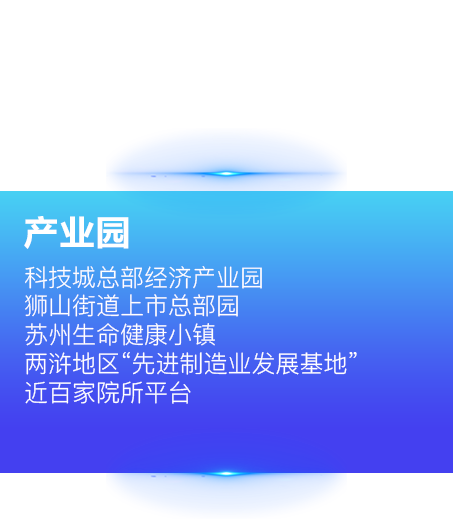 产业园
科技城总部经济产业园
狮山街道上市总部园
苏州生命健康小镇
两浒地区“先进制造业发展基地”
近百家院所平台